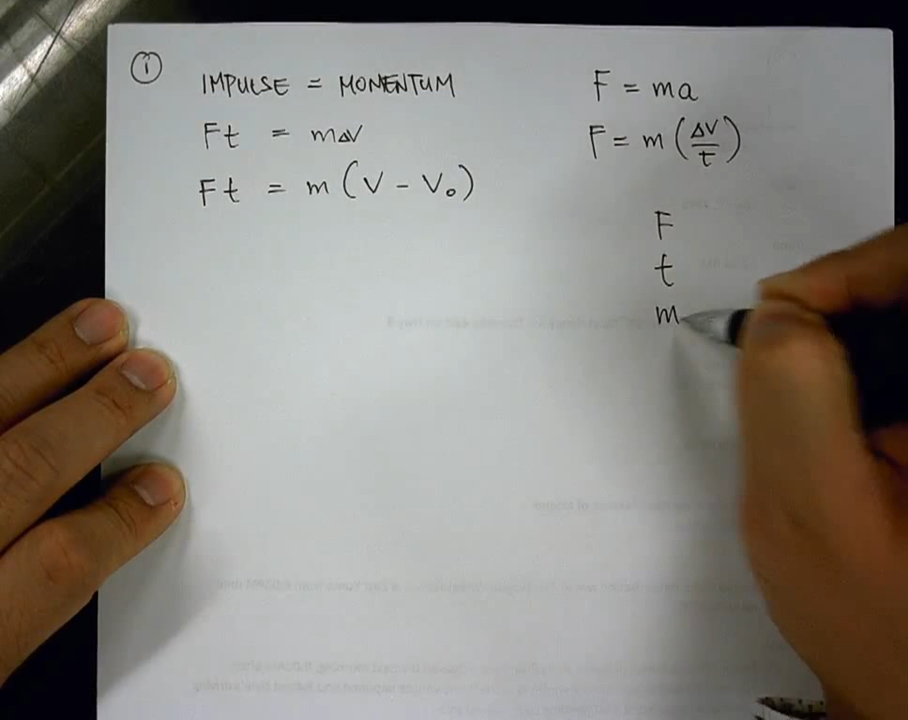 ① IMPULSE = MOMENTUM
Ft = mΔV
Ft = m(V - V₀)
F = ma
F = m(ΔV/t)
F
t
m